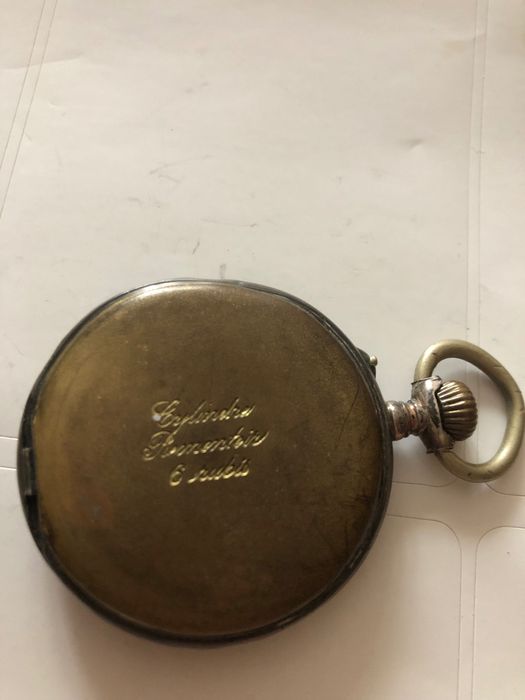 Cylindre
Remontoir
6 rubis